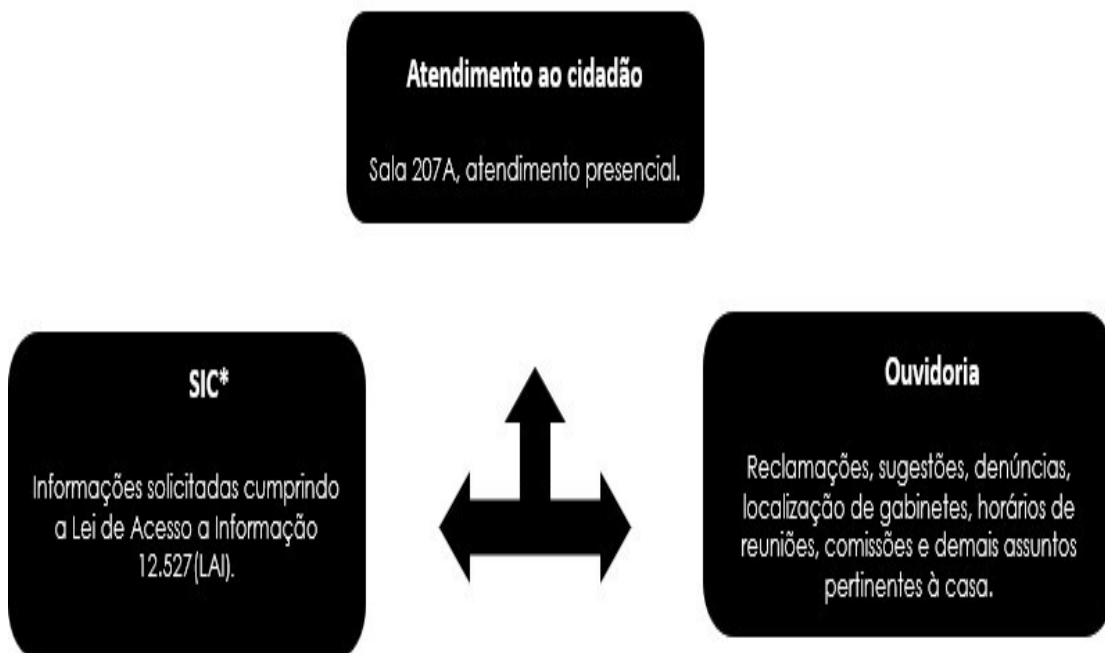 Atendimento ao cidadão
Sala 207A, atendimento presencial.
SIC*
Informações solicitadas cumprindo
a Lei de Acesso a Informação
12.527(LAI).
Ouvidoria
Reclamações, sugestões, denúncias,
localização de gabinetes, horários de
reuniões, comissões e demais assuntos
pertinentes à casa.